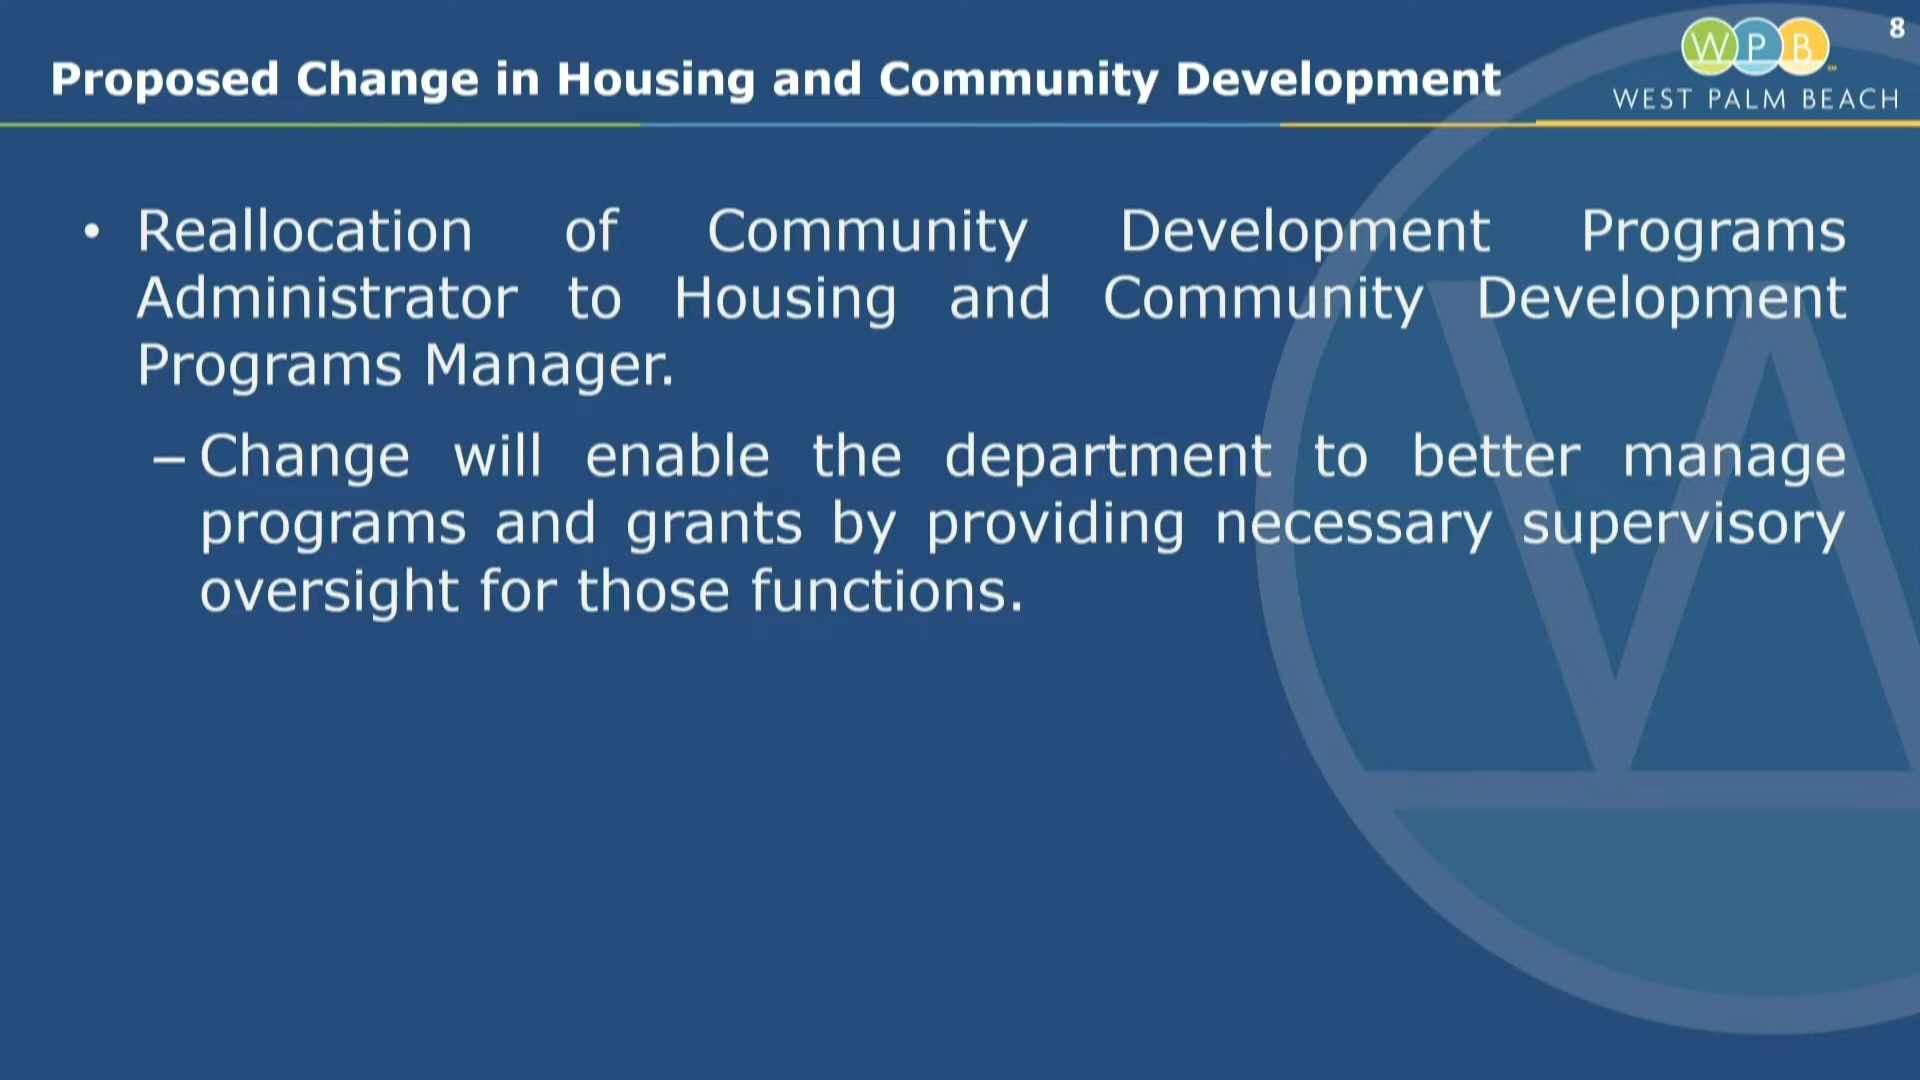 8
WPB
WEST PALM BEACH
Proposed Change in Housing and Community Development
• Reallocation of Community Development Programs
Administrator to Housing and Community Development
Programs Manager.
– Change will enable the department to better manage
programs and grants by providing necessary supervisory
oversight for those functions.